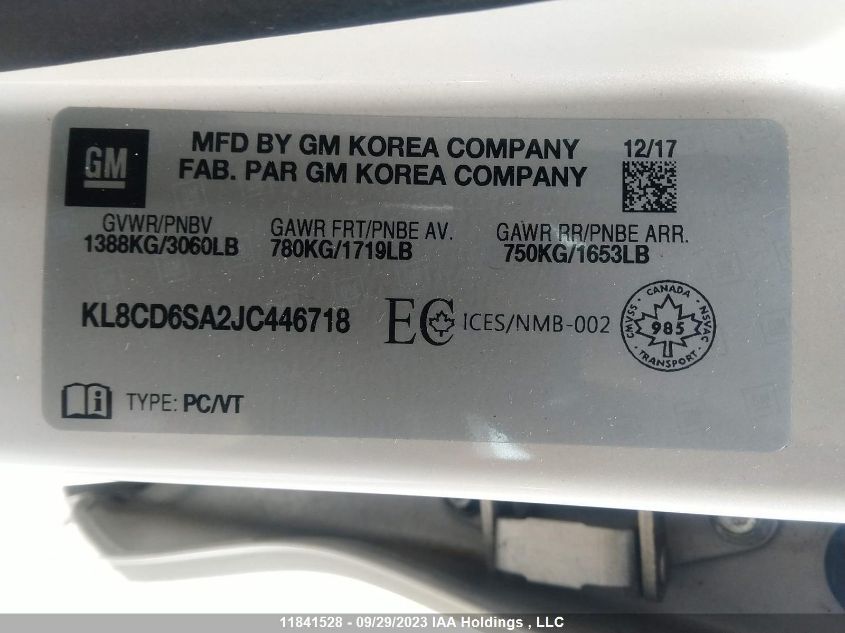 GM
MFD BY GM KOREA COMPANY 12/17
FAB. PAR GM KOREA COMPANY
GVWR/PNBV GAWR FRT/PNBE AV. GAWR RR/PNBE ARR.
1388KG/3060LB 780KG/1719LB 750KG/1653LB
KL8CD6SA2JC446718 EC ICES/NMB-002
CANADA
CMVSS 985 NSVAC
TRANSPORT
i TYPE: PC/VT
11841528 - 09/29/2023 IAA Holdings , LLC